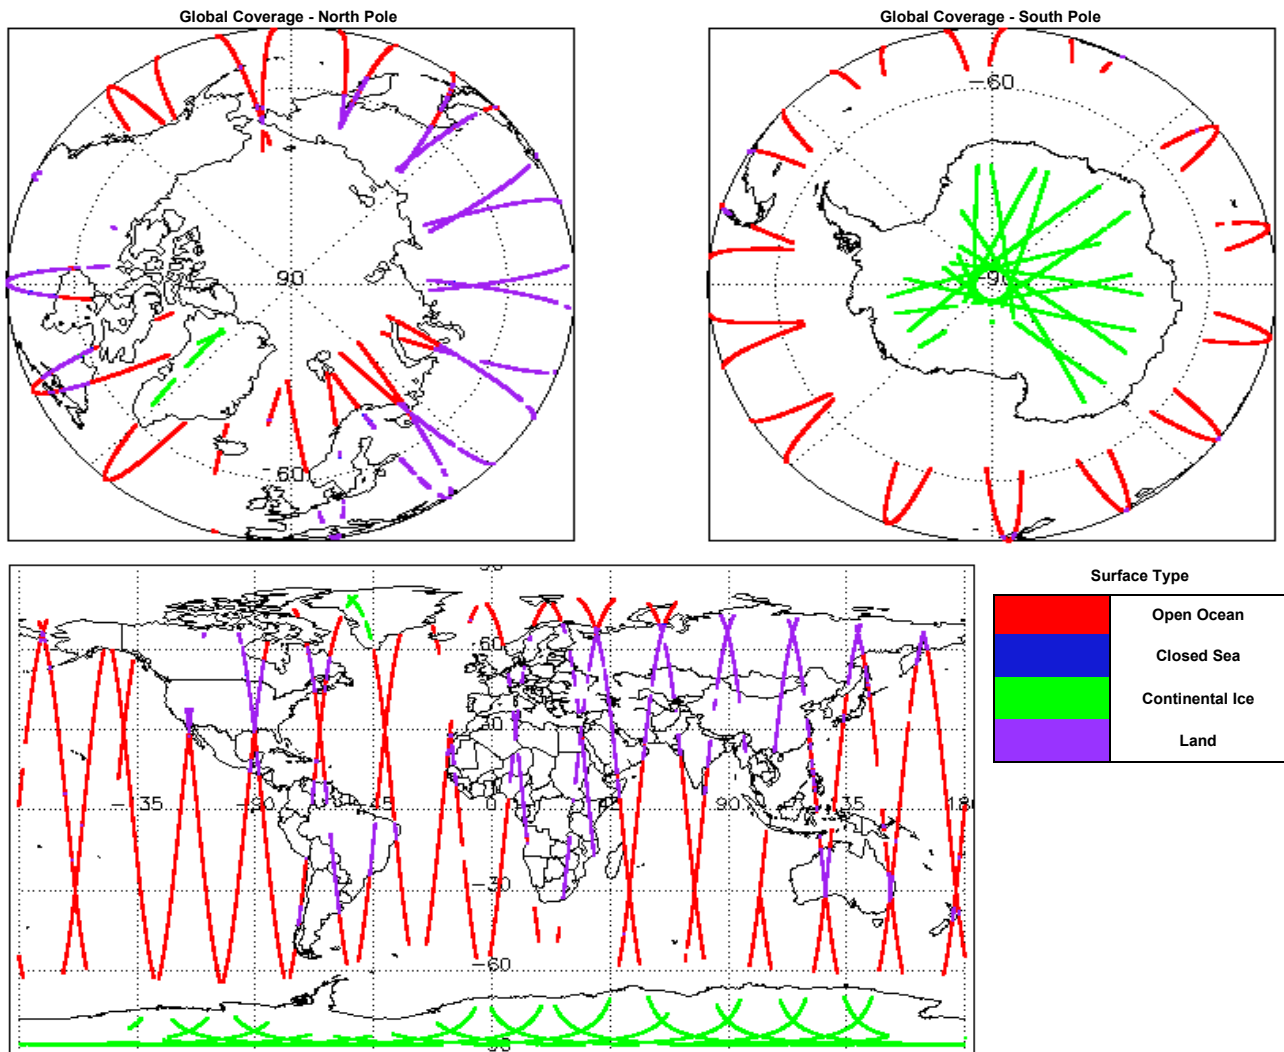 Global Coverage - North Pole
Global Coverage - South Pole
90
-60
-60
-90
60
30
-135
-90
-45
0
45
90
135
180
-30
-60
Surface Type
Open Ocean
Closed Sea
Continental Ice
Land